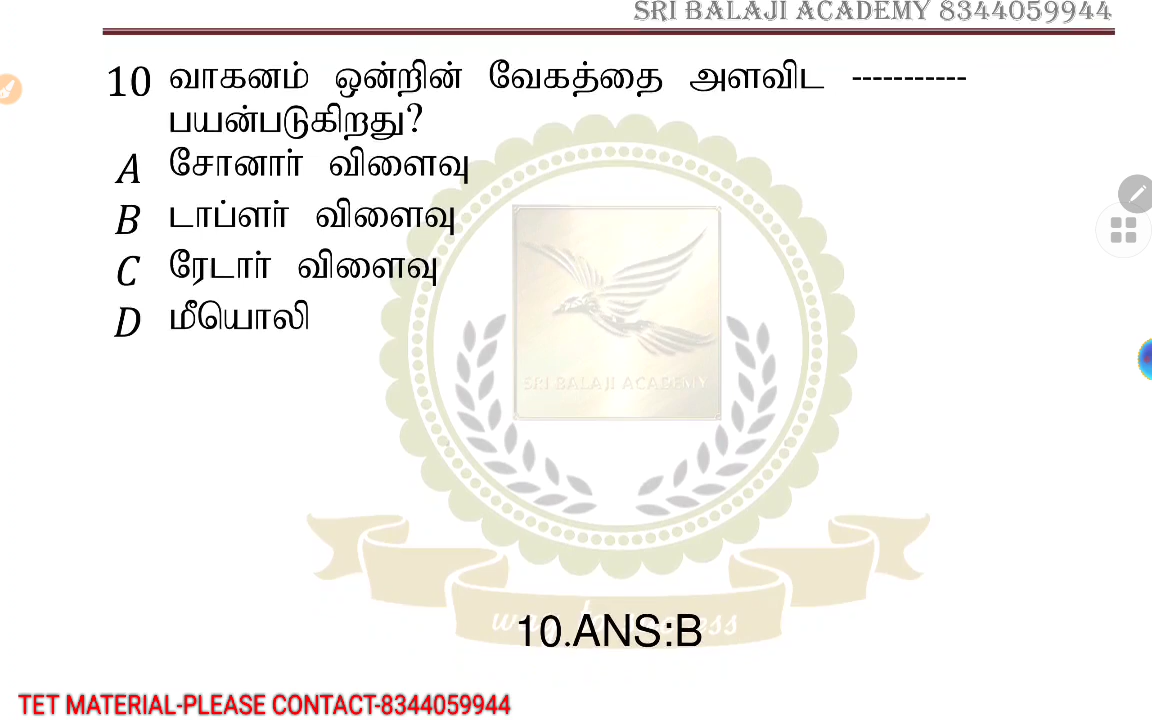 SRI BALAJI ACADEMY 8344059944
10 வாகனம் ஒன்றின் வேகத்தை அளவிட -----------
பயன்படுகிறது?
A சோனார் விளைவு
B டாப்ளர் விளைவு
C ரேடார் விளைவு
D மீயொலி
SRI BALAJI ACADEMY
10.ANS:B
TET MATERIAL-PLEASE CONTACT-8344059944